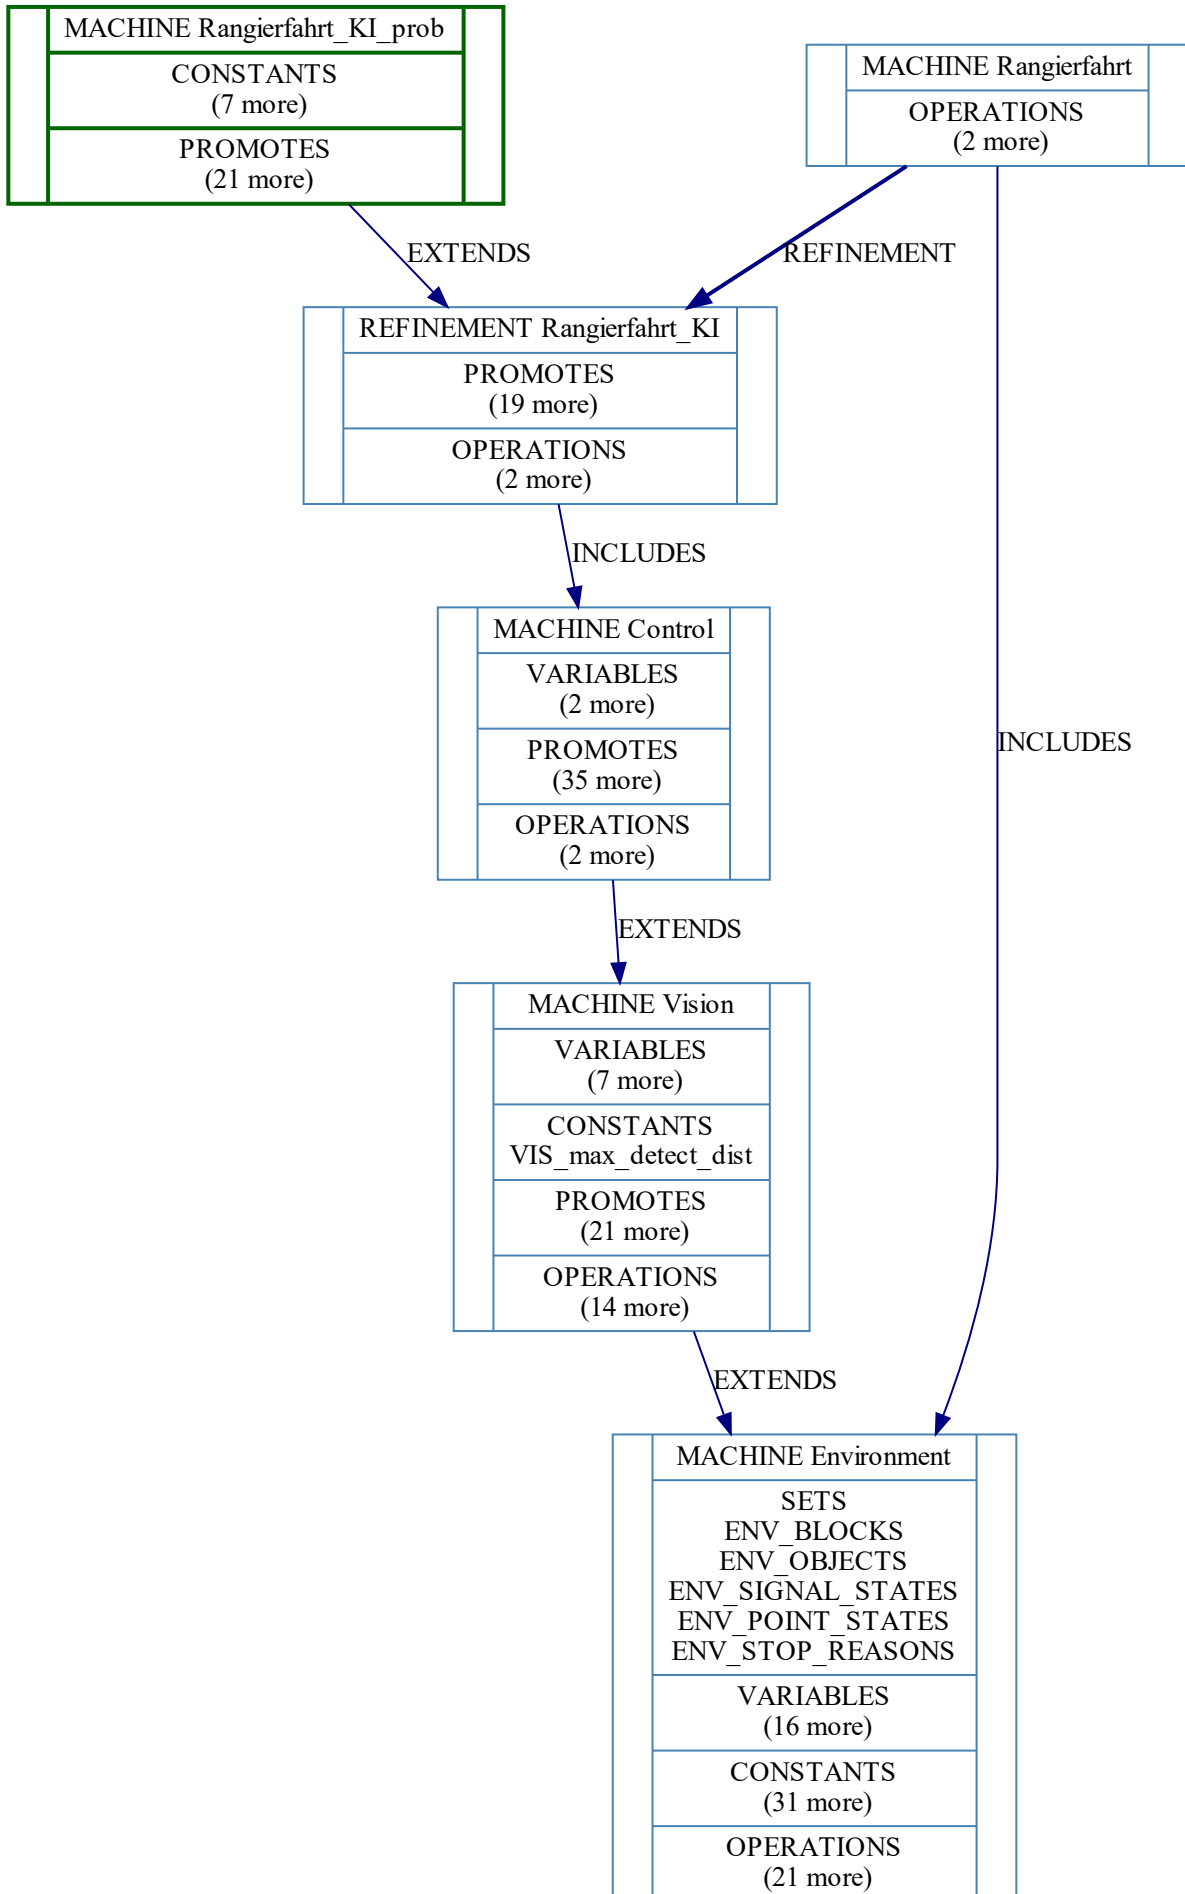 MACHINE Rangierfahrt_KI_prob
CONSTANTS
(7 more)
PROMOTES
(21 more)
MACHINE Rangierfahrt
OPERATIONS
(2 more)
EXTENDS
REFINEMENT
REFINEMENT Rangierfahrt_KI
PROMOTES
(19 more)
OPERATIONS
(2 more)
INCLUDES
MACHINE Control
VARIABLES
(2 more)
PROMOTES
(35 more)
OPERATIONS
(2 more)
INCLUDES
EXTENDS
MACHINE Vision
VARIABLES
(7 more)
CONSTANTS
VIS_max_detect_dist
PROMOTES
(21 more)
OPERATIONS
(14 more)
EXTENDS
MACHINE Environment
SETS
ENV_BLOCKS
ENV_OBJECTS
ENV_SIGNAL_STATES
ENV_POINT_STATES
ENV_STOP_REASONS
VARIABLES
(16 more)
CONSTANTS
(31 more)
OPERATIONS
(21 more)